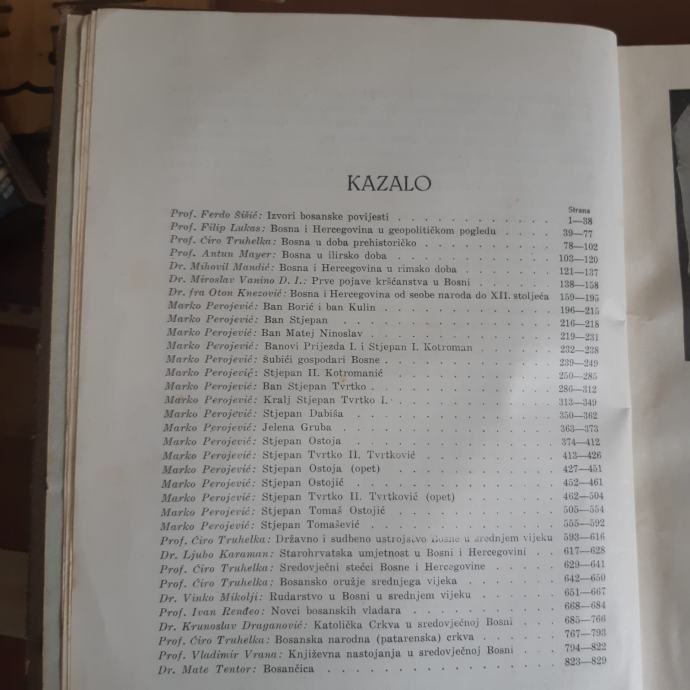 KAZALO
Strana
Prof. Ferdo Šišić: Izvori bosanske povijesti . . . . . . . . . . . . 1—38
Prof. Filip Lukas: Bosna i Hercegovina u geopolitičkom pogledu . . . . 39—77
Prof. Ćiro Truhelka: Bosna u doba prehistoričko . . . . . . . . . . 78—102
Prof. Antun Mayer: Bosna u ilirsko doba . . . . . . . . . . . . 103—120
Dr. Mihovil Mandić: Bosna i Hercegovina u rimsko doba . . . . . . . 121—137
Dr. Miroslav Vanino D. I.: Prve pojave kršćanstva u Bosni . . . . . . 138—158
Dr. fra Oton Knezović: Bosna i Hercegovina od seobe naroda do XII. stoljeća 159—195
Marko Perojević: Ban Borić i ban Kulin . . . . . . . . . . . . . 196—215
Marko Perojević: Ban Stjepan . . . . . . . . . . . . . . . . 216—218
Marko Perojević: Ban Matej Ninoslav . . . . . . . . . . . . . 219—231
Marko Perojević: Banovi Prijezda I. i Stjepan I. Kotroman . . . . . . 232—238
Marko Perojević: Šubići gospodari Bosne . . . . . . . . . . . . 239—249
Marko Perojević: Stjepan II. Kotromanić . . . . . . . . . . . . 250—285
Marko Perojević: Ban Stjepan Tvrtko . . . . . . . . . . . . . 286—312
Marko Perojević: Kralj Stjepan Tvrtko I. . . . . . . . . . . . . 313—349
Marko Perojević: Stjepan Dabiša . . . . . . . . . . . . . . . 350—362
Marko Perojević: Jelena Gruba . . . . . . . . . . . . . . . . 363—373
Marko Perojević: Stjepan Ostoja . . . . . . . . . . . . . . . 374—412
Marko Perojević: Stjepan Tvrtko II. Tvrtković . . . . . . . . . . 413—426
Marko Perojević: Stjepan Ostoja (opet) . . . . . . . . . . . . . 427—451
Marko Perojević: Stjepan Ostojić . . . . . . . . . . . . . . . 452—461
Marko Perojević: Stjepan Tvrtko II. Tvrtković (opet) . . . . . . . . 462—504
Marko Perojević: Stjepan Tomaš Ostojić . . . . . . . . . . . . 505—554
Marko Perojević: Stjepan Tomašević . . . . . . . . . . . . . . 555—592
Prof. Ćiro Truhelka: Državno i sudbeno ustrojstvo Bosne u srednjem vijeku 593—616
Dr. Ljubo Karaman: Starohrvatska umjetnost u Bosni i Hercegovini . . . 617—628
Prof. Ćiro Truhelka: Sredovječni stećci Bosne i Hercegovine . . . . . . 629—641
Prof. Ćiro Truhelka: Bosansko oružje srednjega vijeka . . . . . . . . 642—650
Dr. Vinko Mikolji: Rudarstvo u Bosni u srednjem vijeku . . . . . . . 651—667
Prof. Ivan Renđeo: Novci bosanskih vladara . . . . . . . . . . . 668—684
Dr. Krunoslav Draganović: Katolička Crkva u sredovječnoj Bosni . . . . 685—766
Prof. Ćiro Truhelka: Bosanska narodna (patarenska) crkva . . . . . . 767—793
Prof. Vladimir Vrana: Književna nastojanja u sredovječnoj Bosni . . . . 794—822
Dr. Mate Tentor: Bosančica . . . . . . . . . . . . . . . . . 823—829